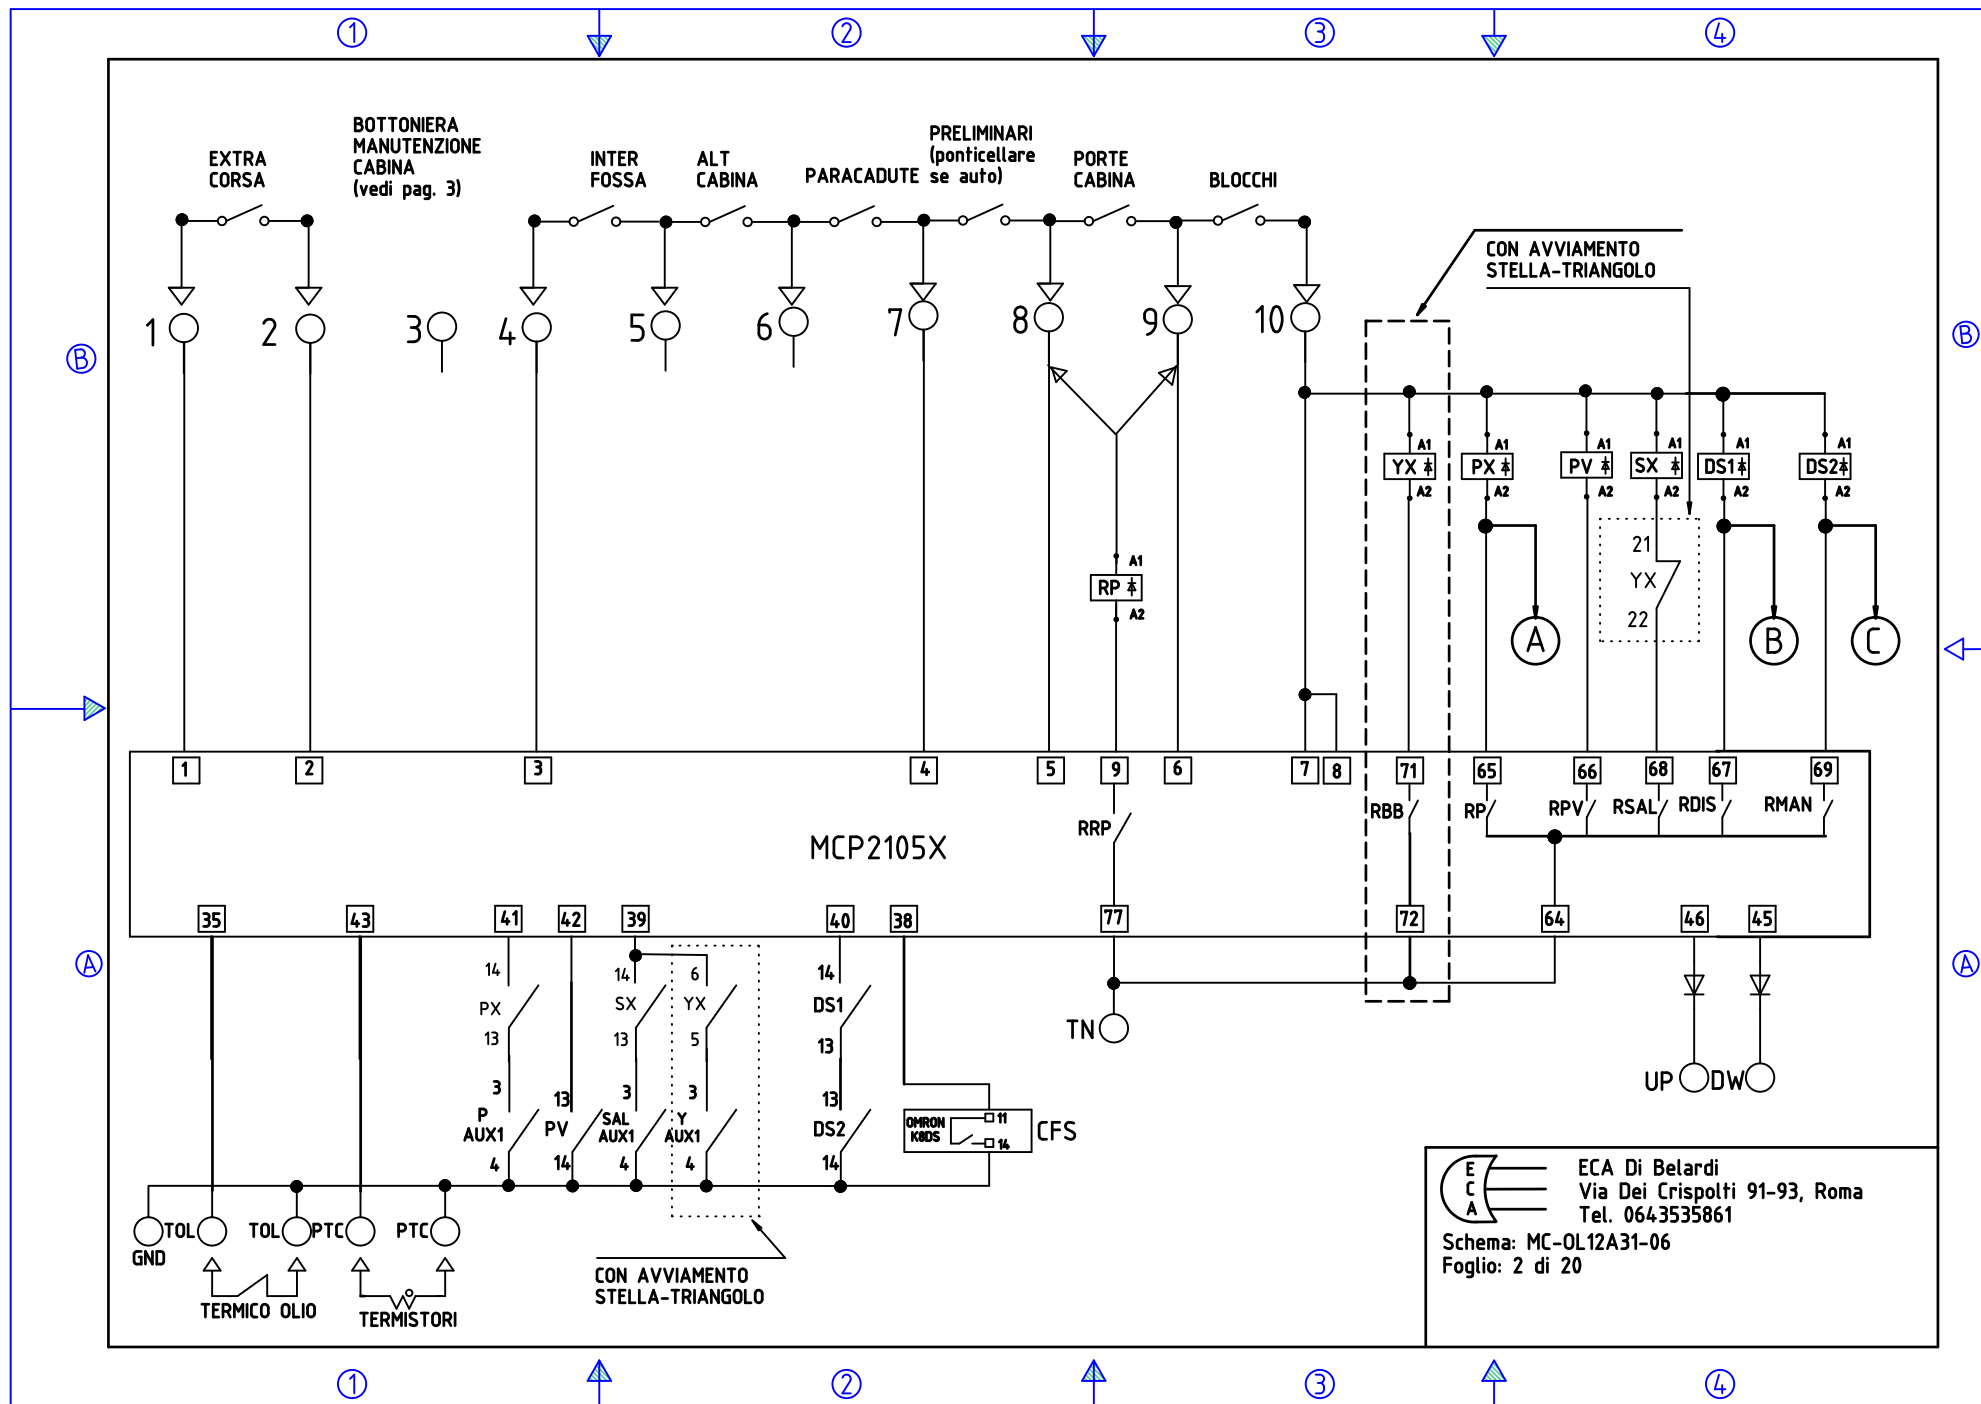 1 2 3 4
EXTRA
CORSA
BOTTONIERA
MANUTENZIONE
CABINA
(vedi pag. 3)
INTER
FOSSA
ALT
CABINA
PARACADUTE
PRELIMINARI
(ponticellare
se auto)
PORTE
CABINA
BLOCCHI
CON AVVIAMENTO
STELLA-TRIANGOLO
1 2 3 4 5 6 7 8 9 10
B B
A1 A1 A1 A1 A1 A1
YX PX PV SX DS1 DS2
A2 A2 A2 A2 A2 A2
21
YX
22
A1
RP
A2
A B C
1 2 3 4 5 9 6 7 8 71 65 66 68 67 69
RRP RBB RP RPV RSAL RDIS RMAN
MCP2105X
35 43 41 42 39 40 38 77 72 64 46 45
A A
14 14 6 14
PX SX YX DS1
13 13 5 13
TN
UP DW
3 13 3 3 13
P
AUX1
PV
SAL
AUX1
Y
AUX1
DS2
4 14 4 4 14
OMRON
K8DS
11
14
CFS
GND
TOL TOL PTC PTC
TERMICO OLIO
TERMISTORI
CON AVVIAMENTO
STELLA-TRIANGOLO
E
C
A
ECA Di Belardi
Via Dei Crispolti 91-93, Roma
Tel. 0643535861
Schema: MC-OL12A31-06
Foglio: 2 di 20
1 2 3 4